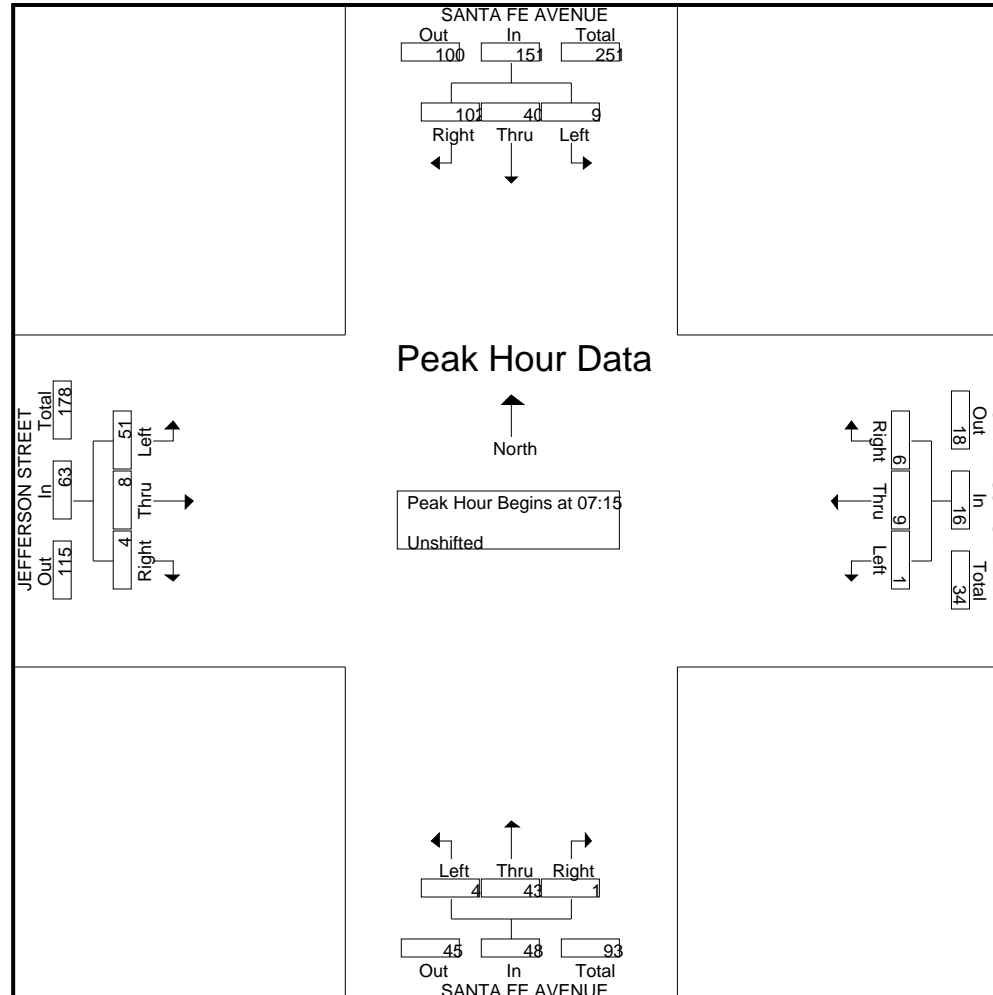 SANTA FE AVENUE
Out In Total
100 151 251
102 40 9
Right Thru Left
Peak Hour Data
North
Peak Hour Begins at 07:15
Unshifted
JEFFERSON STREET
Total In Out
178 63 115
51 8 4
Left Thru Right
Right Thru Left
6 9 1
Out In Total
18 16 34
Left Thru Right
4 43 1
45 48 93
Out In Total
SANTA FE AVENUE